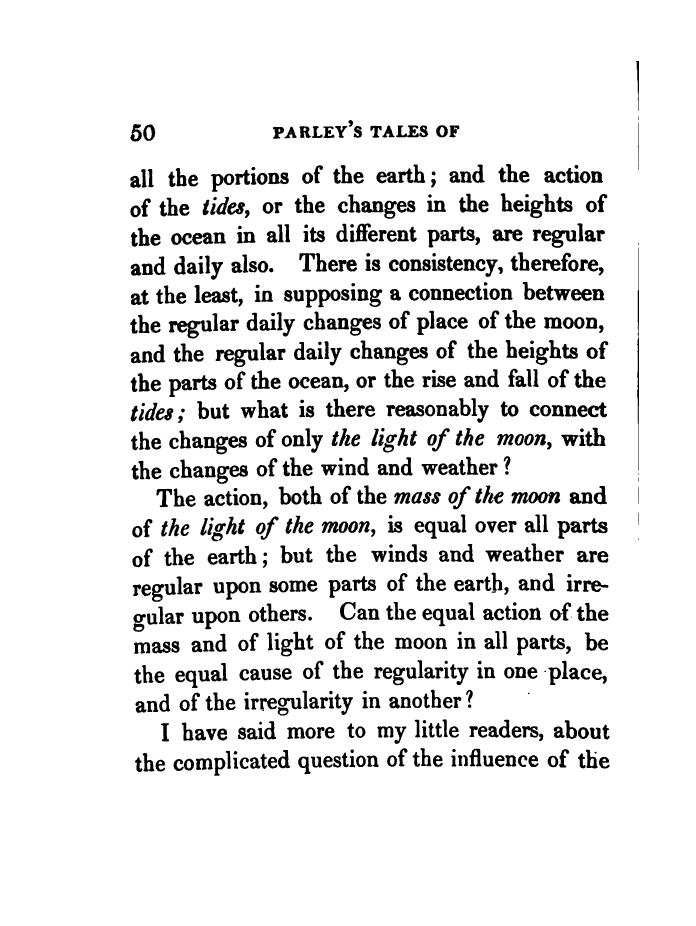 50 PARLEY'S TALES OF
all the portions of the earth; and the action
of the tides, or the changes in the heights of
the ocean in all its different parts, are regular
and daily also. There is consistency, therefore,
at the least, in supposing a connection between
the regular daily changes of place of the moon,
and the regular daily changes of the heights of
the parts of the ocean, or the rise and fall of the
tides; but what is there reasonably to connect
the changes of only the light of the moon, with
the changes of the wind and weather?
The action, both of the mass of the moon and
of the light of the moon, is equal over all parts
of the earth; but the winds and weather are
regular upon some parts of the earth, and irre-
gular upon others. Can the equal action of the
mass and of light of the moon in all parts, be
the equal cause of the regularity in one place,
and of the irregularity in another?
I have said more to my little readers, about
the complicated question of the influence of the